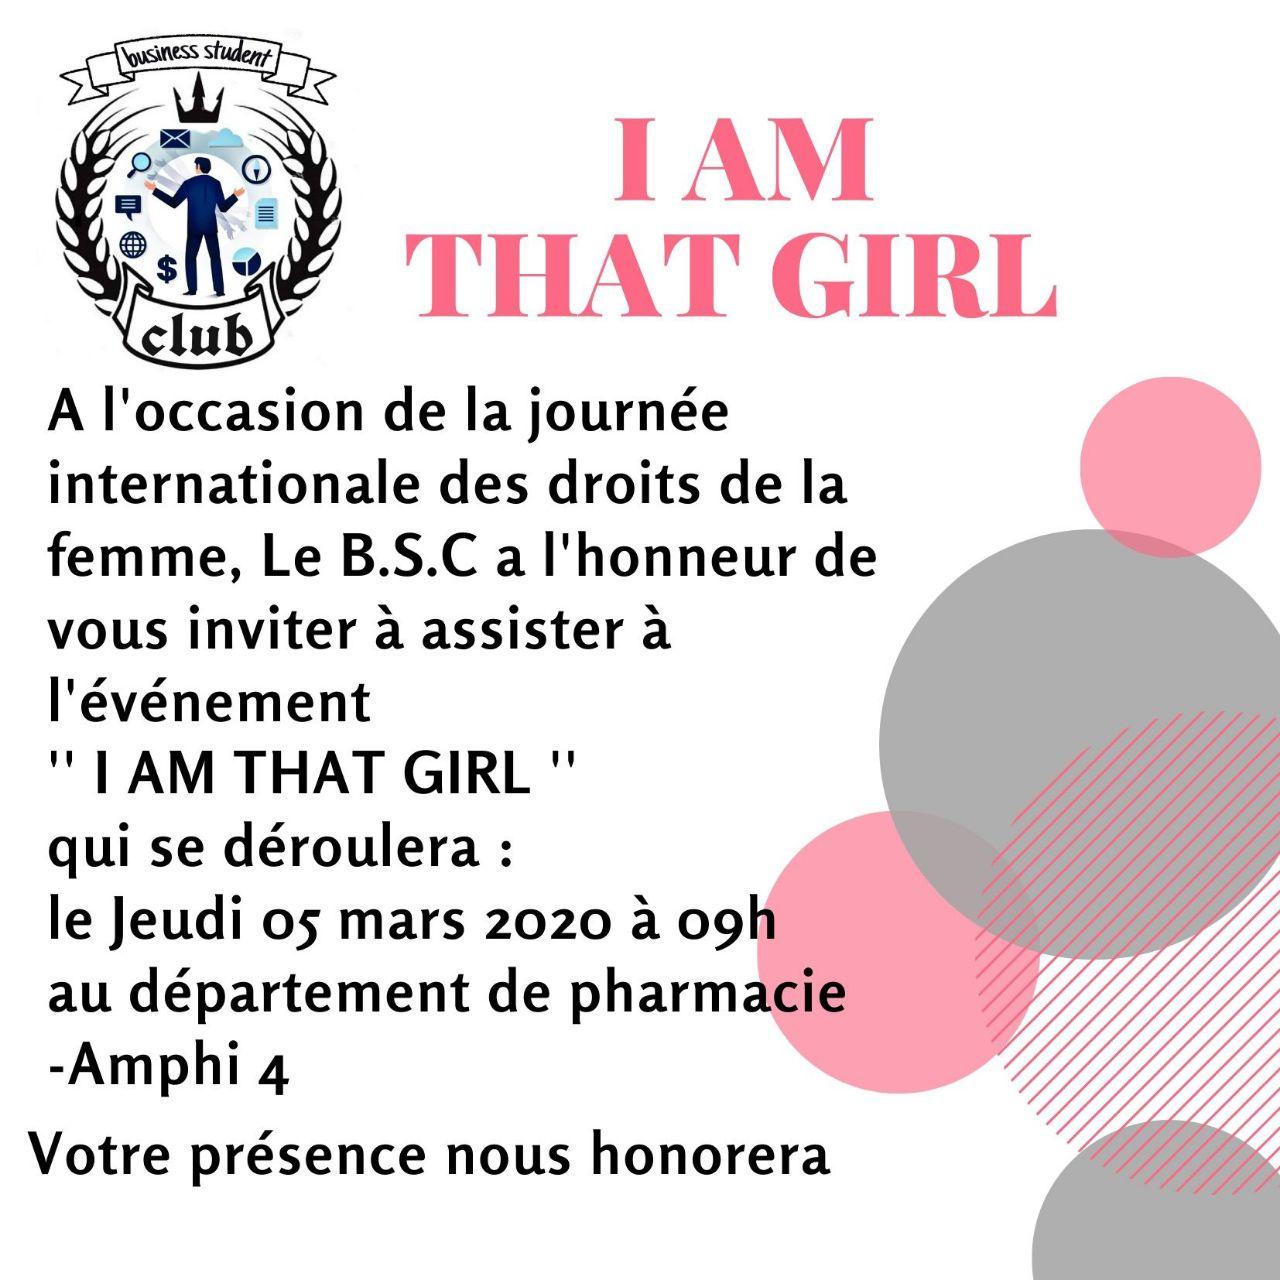 business student
club
I AM
THAT GIRL
A l'occasion de la journée
internationale des droits de la
femme, Le B.S.C a l'honneur de
vous inviter à assister à
l'événement
'' I AM THAT GIRL ''
qui se déroulera :
le Jeudi 05 mars 2020 à 09h
au département de pharmacie
-Amphi 4
Votre présence nous honorera